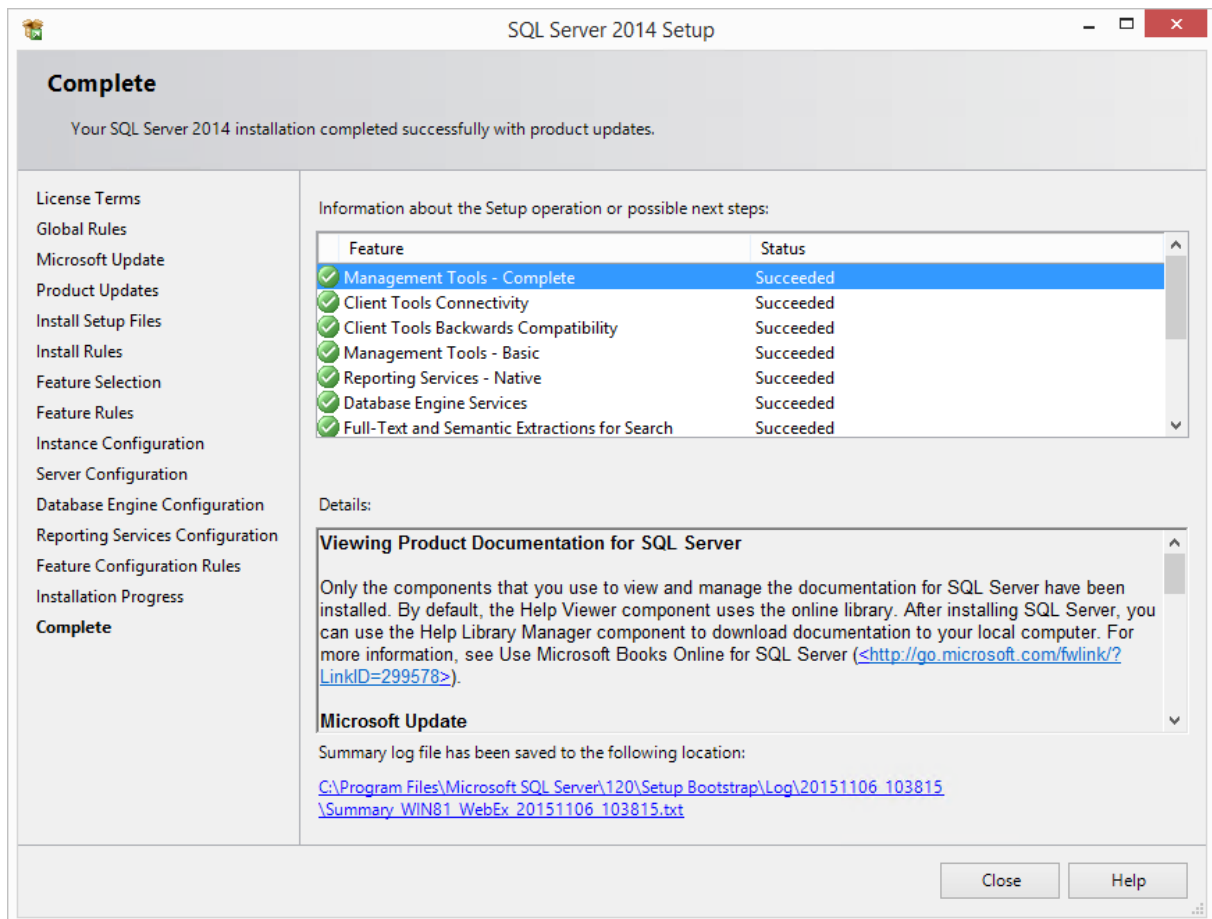 SQL Server 2014 Setup
Complete
Your SQL Server 2014 installation completed successfully with product updates.
License Terms
Global Rules
Microsoft Update
Product Updates
Install Setup Files
Install Rules
Feature Selection
Feature Rules
Instance Configuration
Server Configuration
Database Engine Configuration
Reporting Services Configuration
Feature Configuration Rules
Installation Progress
Complete
Information about the Setup operation or possible next steps:
Feature Status
Management Tools - Complete Succeeded
Client Tools Connectivity Succeeded
Client Tools Backwards Compatibility Succeeded
Management Tools - Basic Succeeded
Reporting Services - Native Succeeded
Database Engine Services Succeeded
Full-Text and Semantic Extractions for Search Succeeded
Details:
Viewing Product Documentation for SQL Server
Only the components that you use to view and manage the documentation for SQL Server have been
installed. By default, the Help Viewer component uses the online library. After installing SQL Server, you
can use the Help Library Manager component to download documentation to your local computer. For
more information, see Use Microsoft Books Online for SQL Server (<http://go.microsoft.com/fwlink/?
LinkID=299578>).
Microsoft Update
Summary log file has been saved to the following location:
C:\Program Files\Microsoft SQL Server\120\Setup Bootstrap\Log\20151106_103815
\Summary_WIN81_WebEx_20151106_103815.txt
Close Help